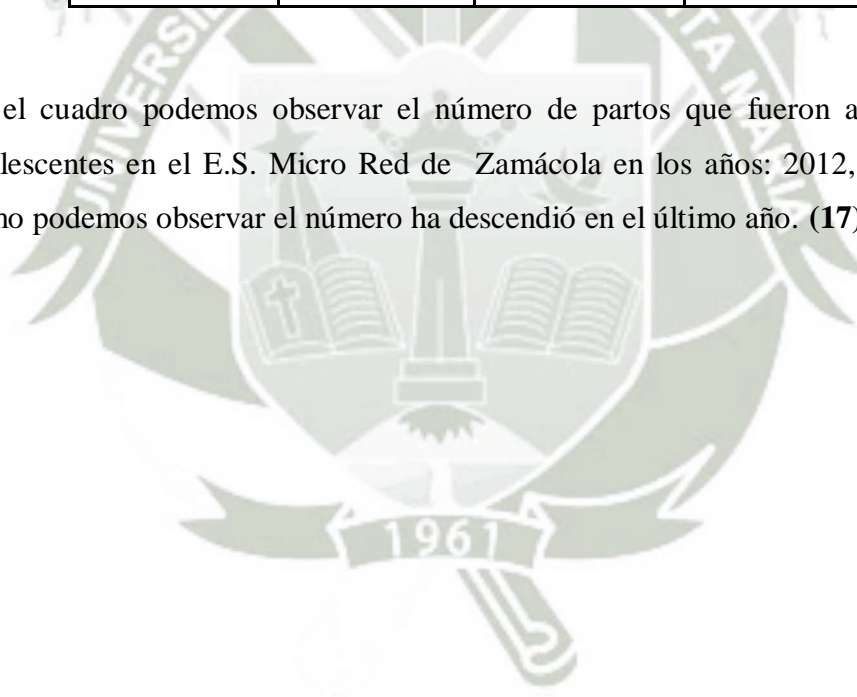 el cuadro podemos observar el número de partos que fueron a
lescentes en el E.S. Micro Red de Zamácola en los años: 2012,
no podemos observar el número ha descendió en el último año. (17)
1961